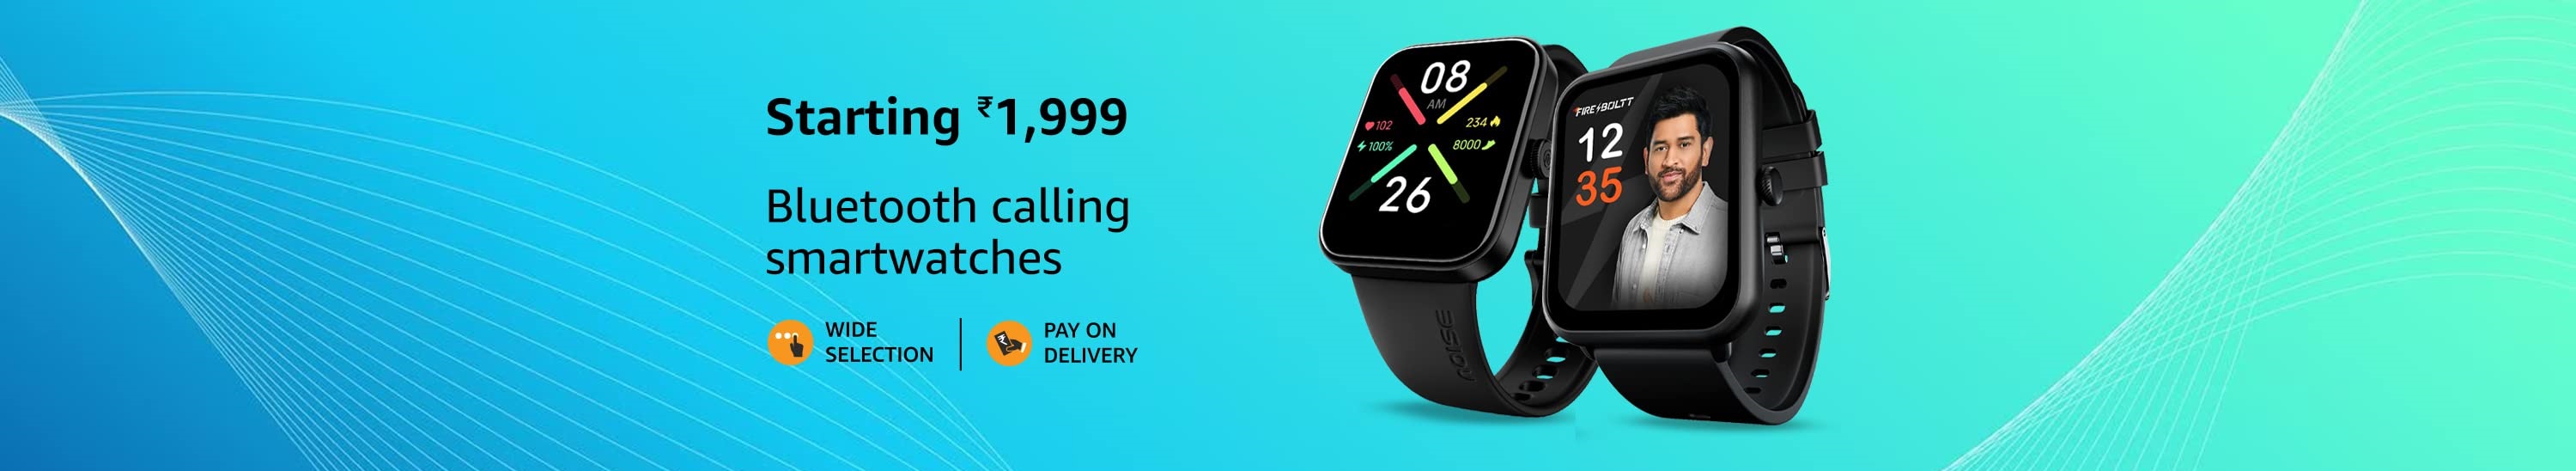 Starting ₹1,999
Bluetooth calling
smartwatches
WIDE
SELECTION
PAY ON
DELIVERY
08
AM
102
234
100%
8000
26
NOISE
FIRE BOLTT
12
35